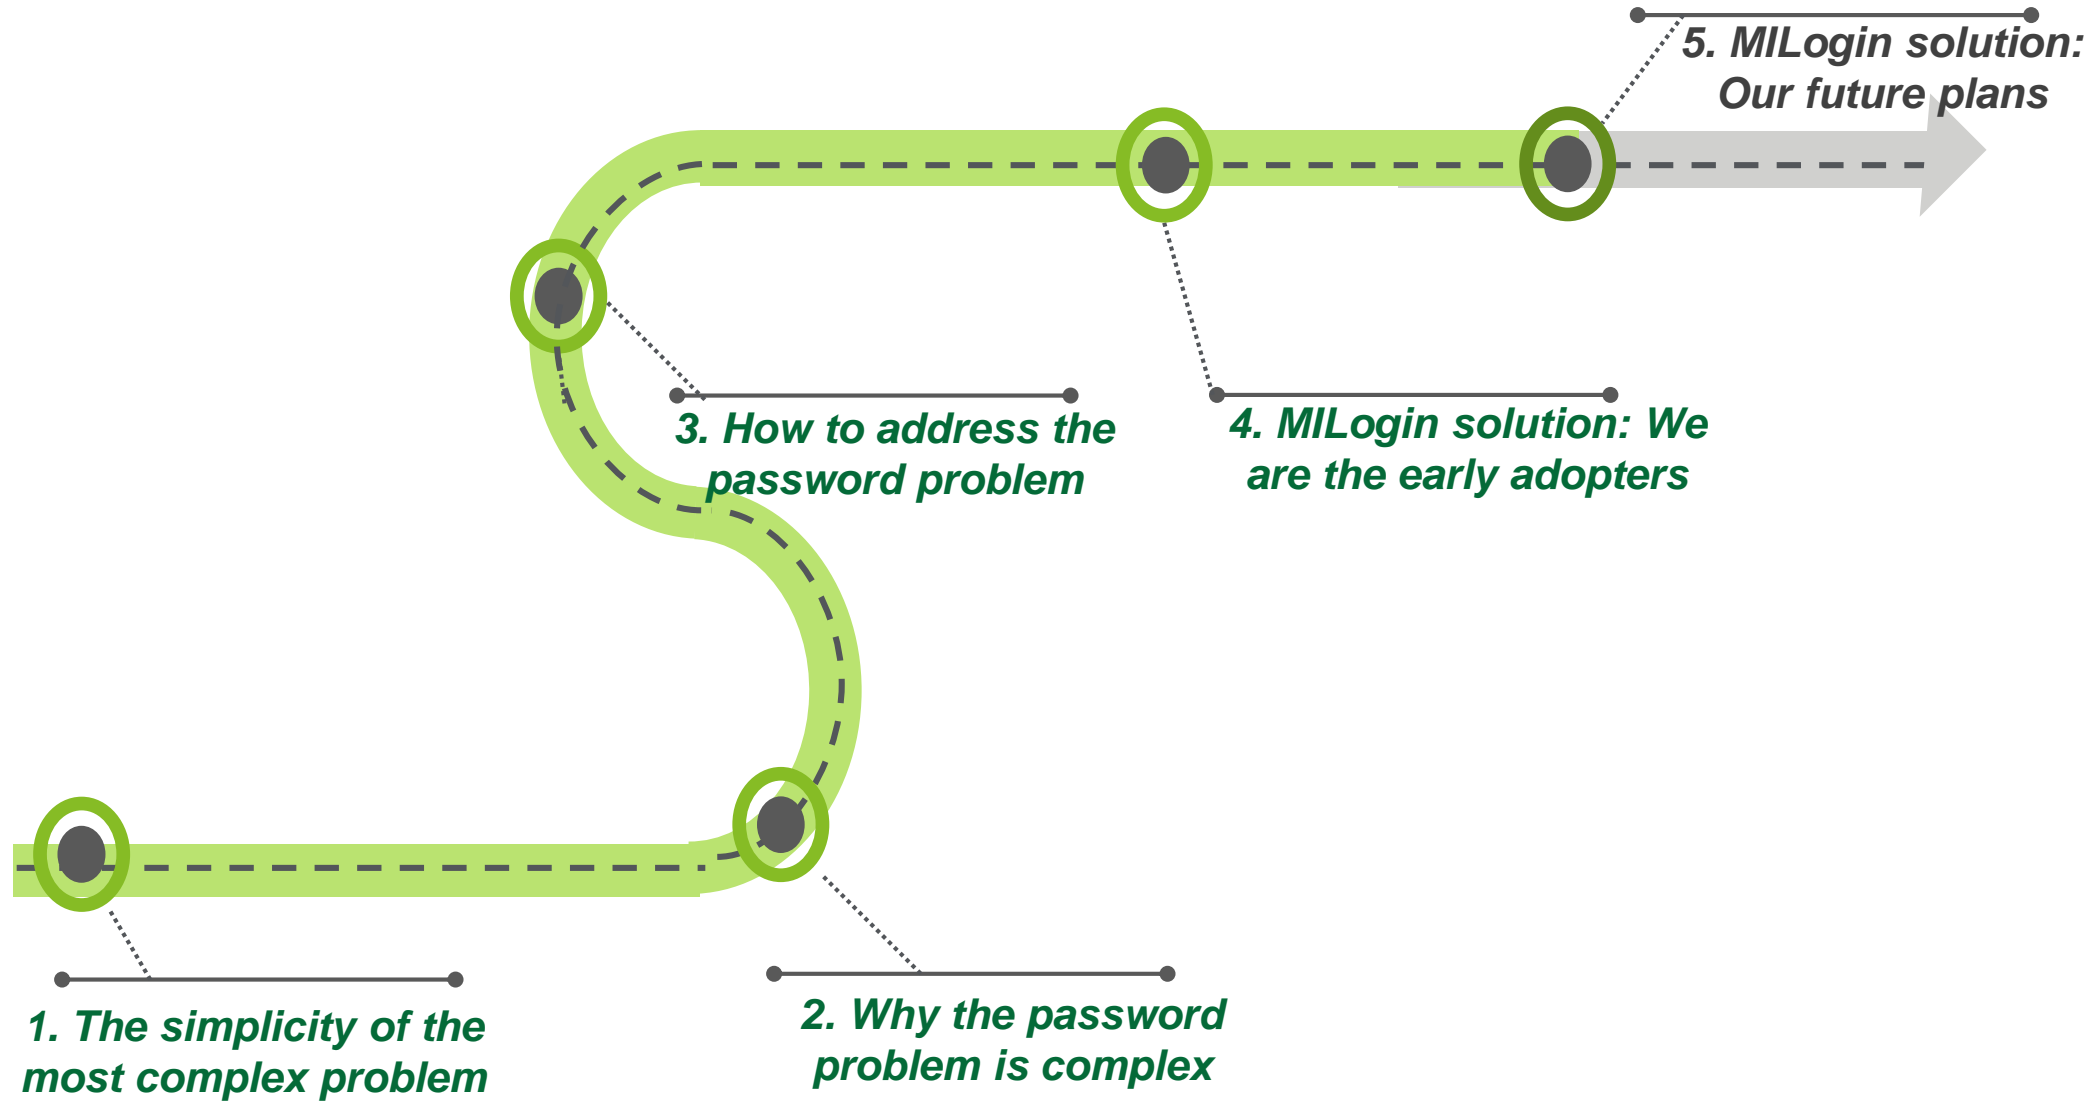 5. MILogin solution:
Our future plans
3. How to address the
password problem
4. MILogin solution: We
are the early adopters
1. The simplicity of the
most complex problem
2. Why the password
problem is complex